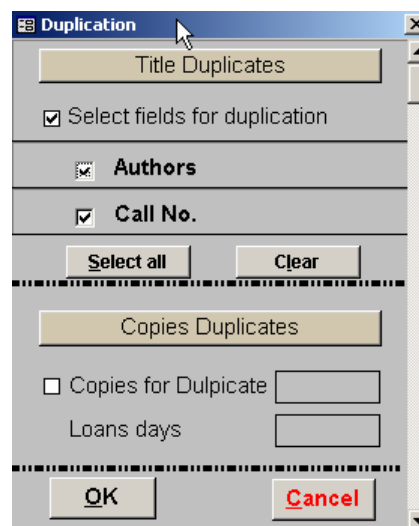 Duplication
Title Duplicates
Select fields for duplication
Authors
Call No.
Select all Clear
Copies Duplicates
Copies for Dulpicate
Loans days
OK Cancel